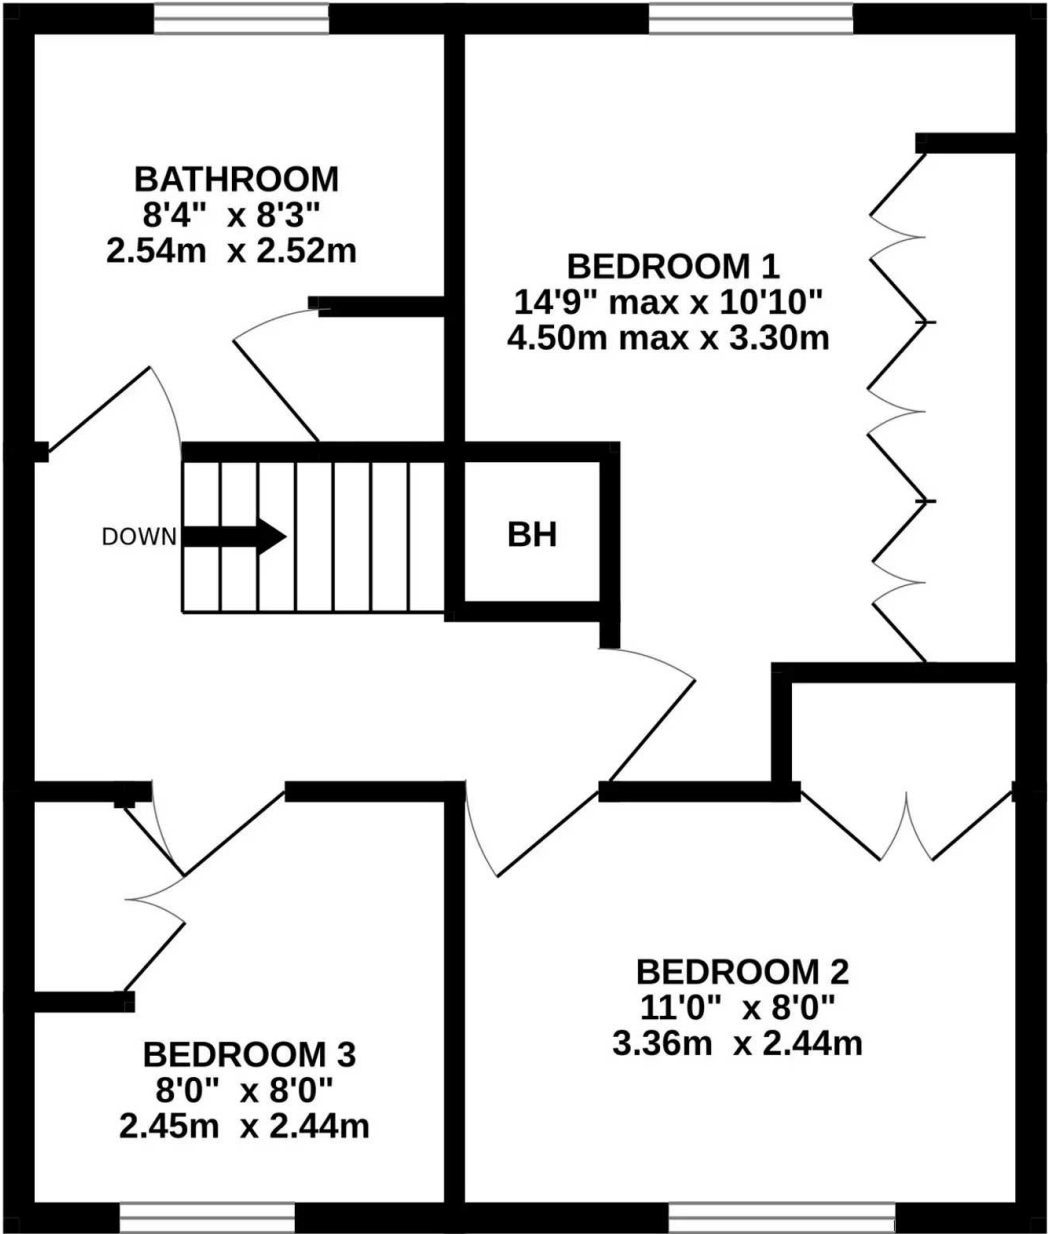 BATHROOM
8'4" x 8'3"
2.54m x 2.52m
BEDROOM 1
14'9" max x 10'10"
4.50m max x 3.30m
DOWN
BH
BEDROOM 2
11'0" x 8'0"
3.36m x 2.44m
BEDROOM 3
8'0" x 8'0"
2.45m x 2.44m